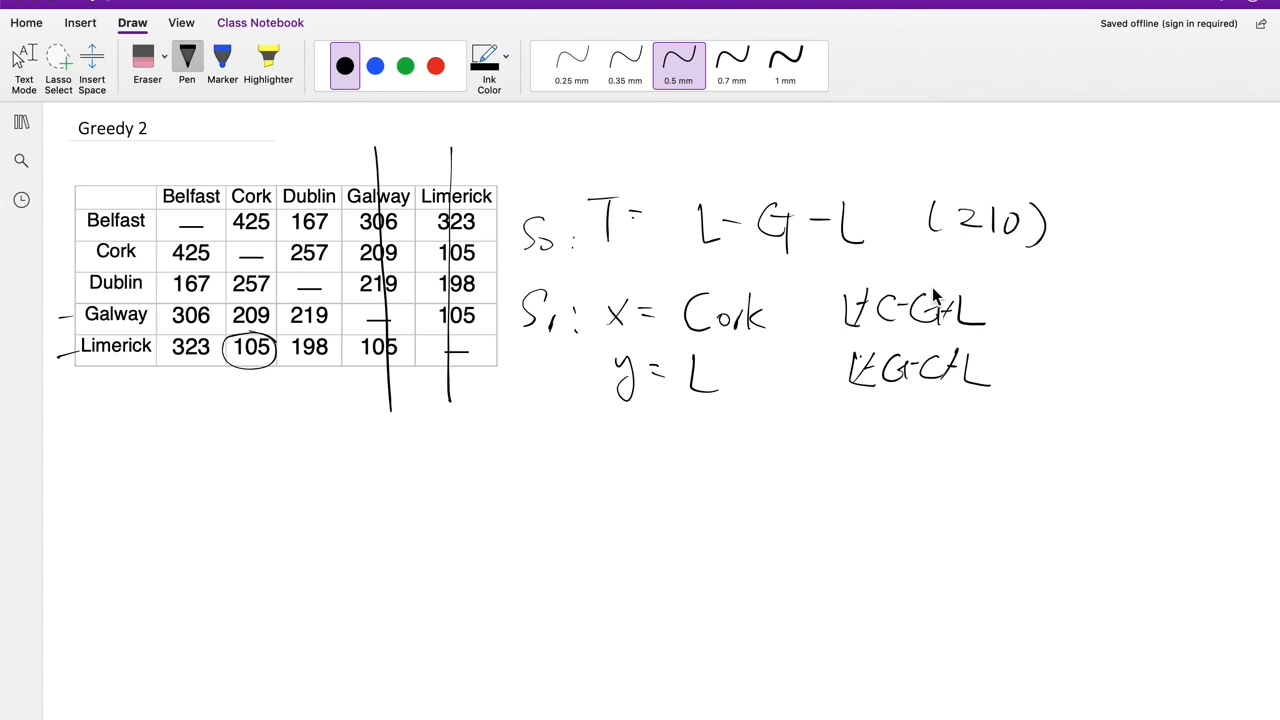 Home Insert Draw View Class Notebook Saved offline (sign in required)
Text Mode Lasso Select Insert Space Eraser Pen Marker Highlighter Ink Color 0.25 mm 0.35 mm 0.5 mm 0.7 mm 1 mm
Greedy 2
Belfast Cork Dublin Galway Limerick
Belfast — 425 167 306 323
Cork 425 — 257 209 105
Dublin 167 257 — 219 198
Galway 306 209 219 — 105
Limerick 323 105 198 105 —
S0: T= L-G-L (210)
S1: x = Cork L-C-G-L
y = L L-G-C-L